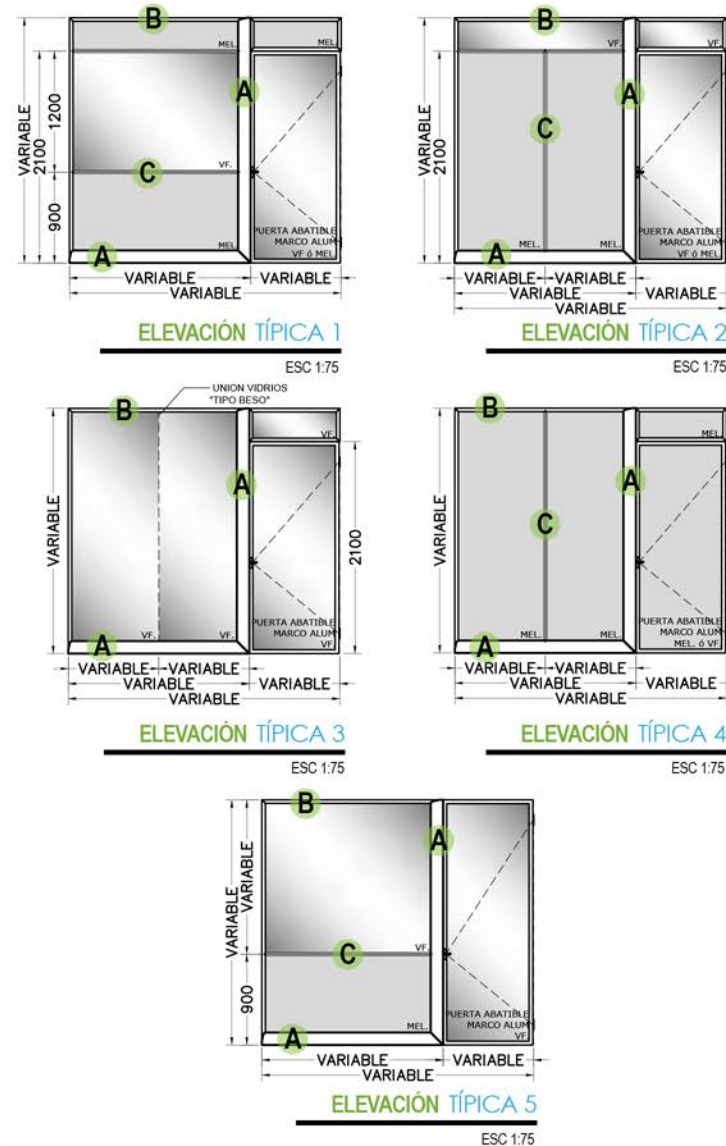 B
MEL.
MEL.
A
VARIABLE
2100
1200
900
C
VF.
PUERTA ABATIBLE
MARCO ALUM
VF ó MEL
A
MEL.
VARIABLE
VARIABLE
VARIABLE
ELEVACIÓN TÍPICA 1
ESC 1:75
B
VF.
VF.
A
VARIABLE
2100
C
PUERTA ABATIBLE
MARCO ALUM
VF ó MEL
A
MEL.
MEL.
VARIABLE
VARIABLE
VARIABLE
VARIABLE
VARIABLE
ELEVACIÓN TÍPICA 2
ESC 1:75
UNION VIDRIOS
"TIPO BESO"
B
VF.
A
VARIABLE
2100
PUERTA ABATIBLE
MARCO ALUM
VF.
A
VF.
VF.
VARIABLE
VARIABLE
VARIABLE
VARIABLE
VARIABLE
ELEVACIÓN TÍPICA 3
ESC 1:75
B
MEL.
A
VARIABLE
C
PUERTA ABATIBLE
MARCO ALUM
MEL. ó VF.
A
MEL.
MEL.
VARIABLE
VARIABLE
VARIABLE
VARIABLE
VARIABLE
ELEVACIÓN TÍPICA 4
ESC 1:75
B
A
VARIABLE
VARIABLE
900
C
VF.
PUERTA ABATIBLE
MARCO ALUM
VF.
A
MEL.
VARIABLE
VARIABLE
VARIABLE
ELEVACIÓN TÍPICA 5
ESC 1:75